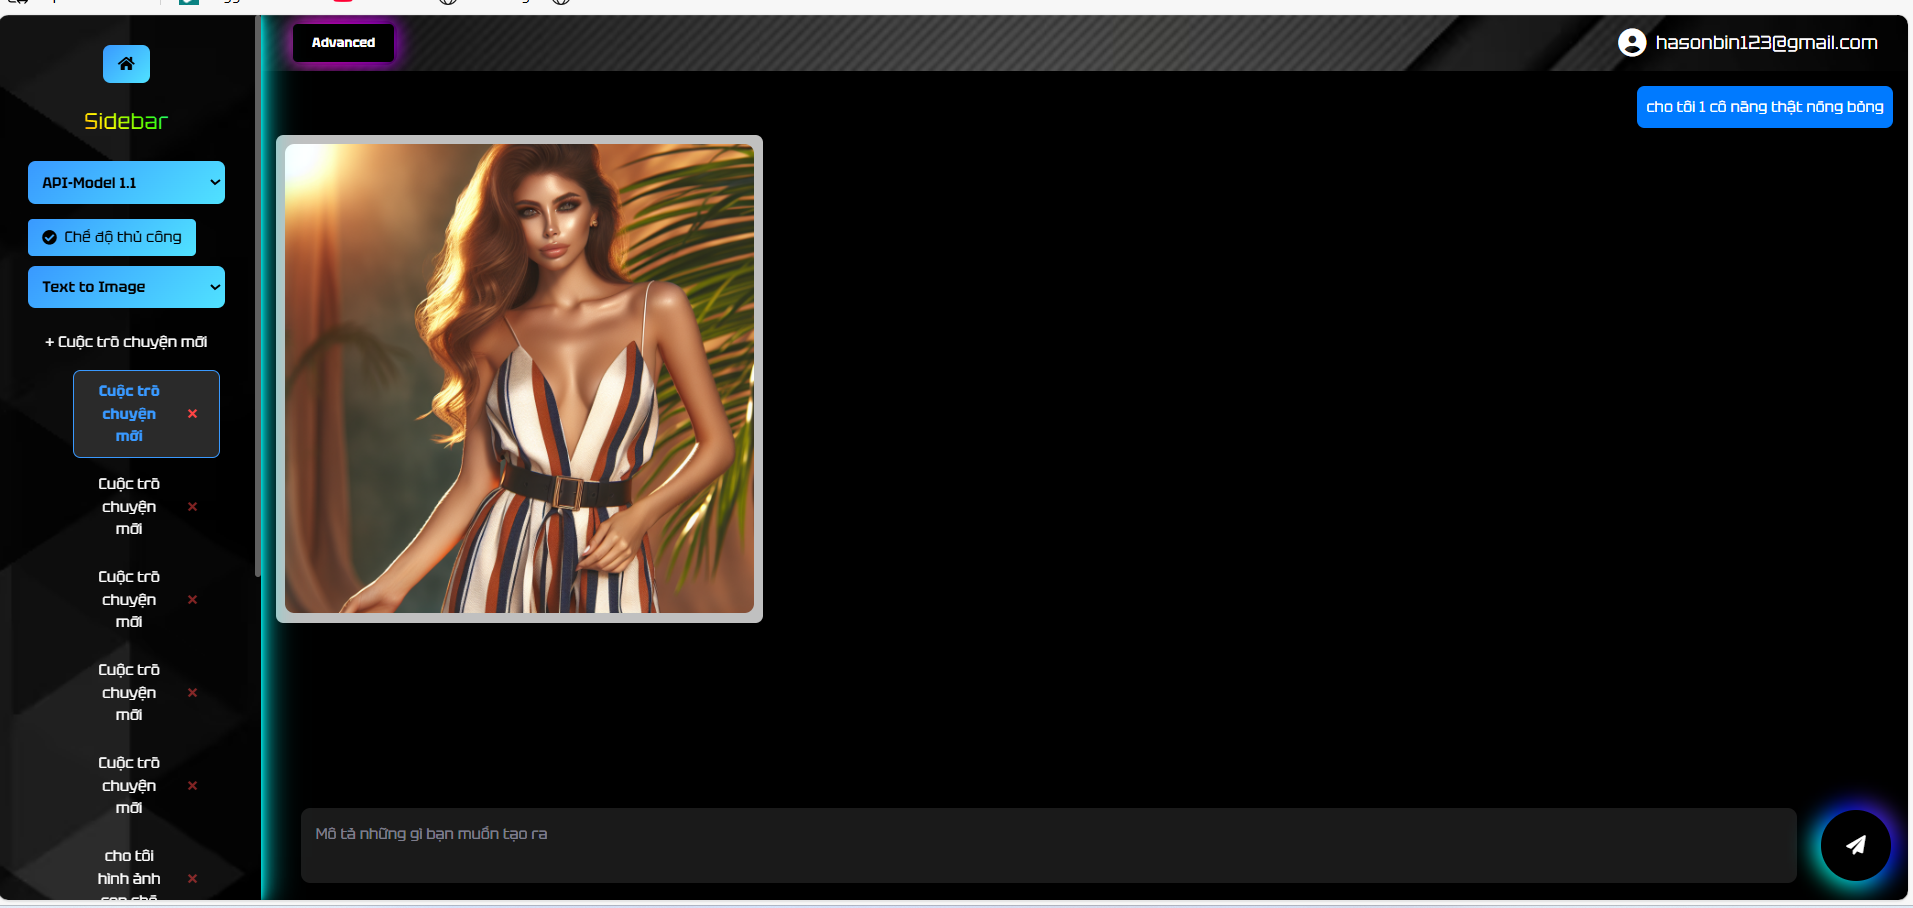 Advanced
hasonbin123@gmail.com
Sidebar
API-Model 1.1
Chế độ thủ công
Text to Image
+ Cuộc trò chuyện mới
Cuộc trò
chuyện
mới
Cuộc trò
chuyện
mới
Cuộc trò
chuyện
mới
Cuộc trò
chuyện
mới
Cuộc trò
chuyện
mới
cho tôi
hình ảnh
cho tôi 1 cô nàng thật nóng bỏng
Mô tả những gì bạn muốn tạo ra